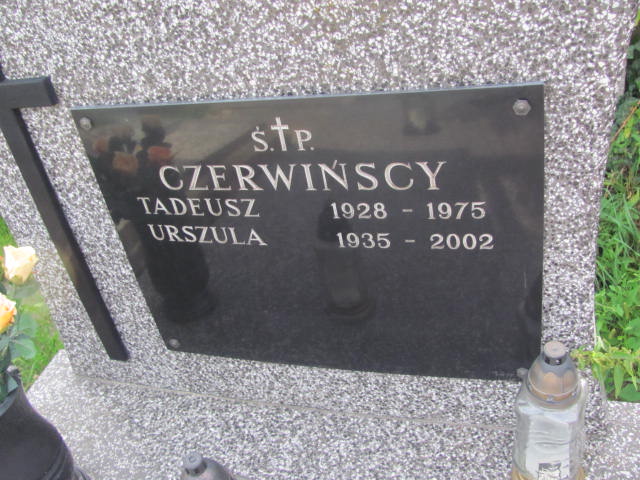 Ś.†P.
CZERWIŃSCY
TADEUSZ 1928 - 1975
URSZULA 1935 - 2002